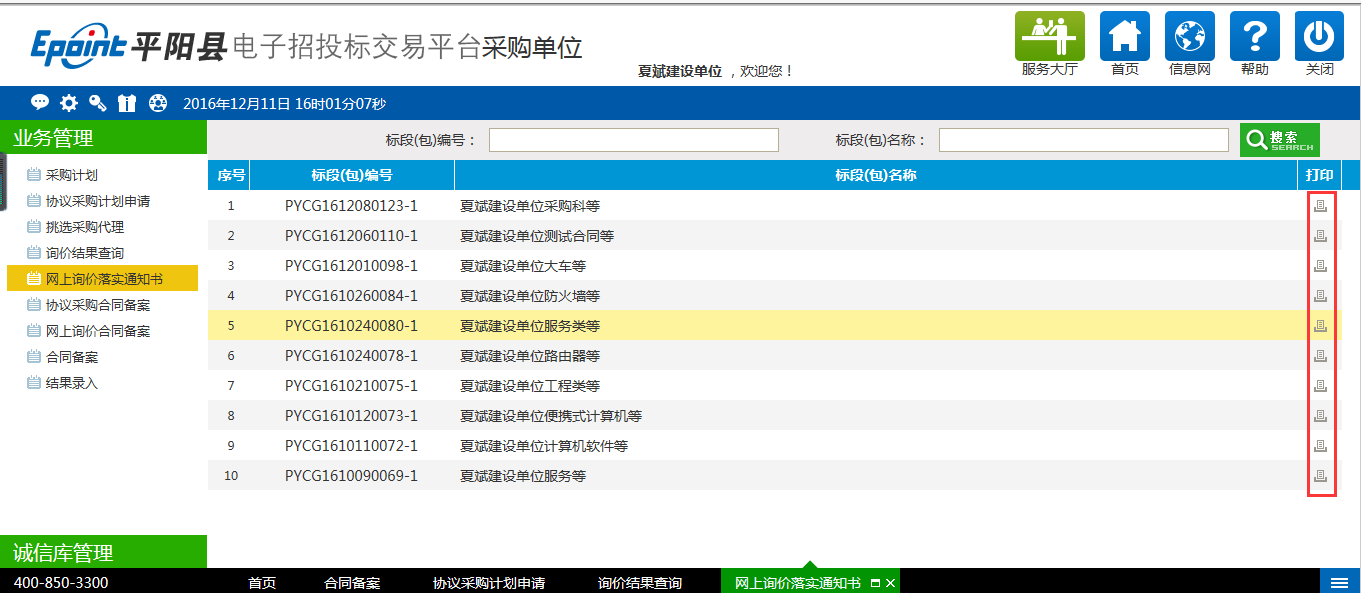 Epoint 平阳县电子招投标交易平台采购单位
夏斌建设单位 ，欢迎您！
服务大厅 首页 信息网 帮助 关闭
2016年12月11日 16时01分07秒
业务管理
采购计划
协议采购计划申请
挑选采购代理
询价结果查询
网上询价落实通知书
协议采购合同备案
网上询价合同备案
合同备案
结果录入
诚信库管理
标段(包)编号： 标段(包)名称： 搜索 SEARCH
序号 标段(包)编号 标段(包)名称 打印
1 PYCG1612080123-1 夏斌建设单位采购科等
2 PYCG1612060110-1 夏斌建设单位测试合同等
3 PYCG1612010098-1 夏斌建设单位大车等
4 PYCG1610260084-1 夏斌建设单位防火墙等
5 PYCG1610240080-1 夏斌建设单位服务类等
6 PYCG1610240078-1 夏斌建设单位路由器等
7 PYCG1610210075-1 夏斌建设单位工程类等
8 PYCG1610120073-1 夏斌建设单位便携式计算机等
9 PYCG1610110072-1 夏斌建设单位计算机软件等
10 PYCG1610090069-1 夏斌建设单位服务等
400-850-3300 首页 合同备案 协议采购计划申请 询价结果查询 网上询价落实通知书